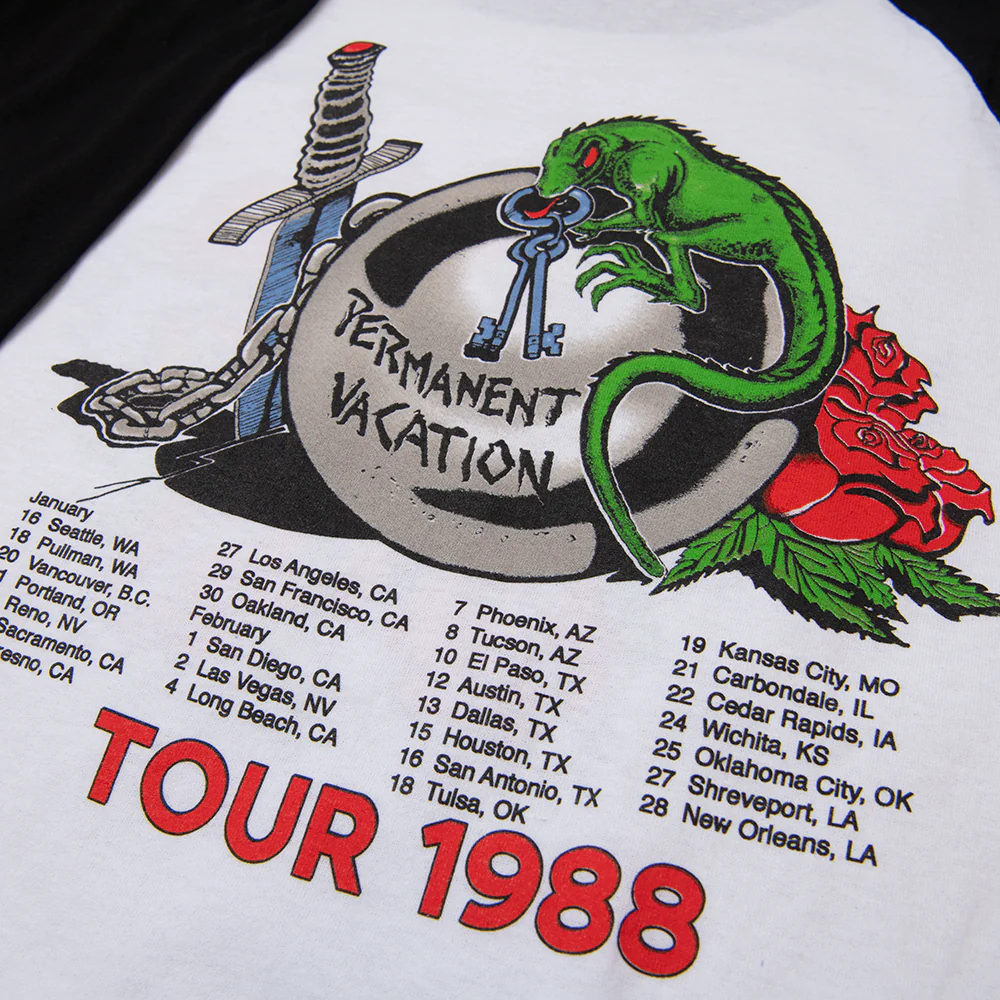 PERMANENT
VACATION
January
16 Seattle, WA
18 Pullman, WA
20 Vancouver, B.C.
1 Portland, OR
Reno, NV
Sacramento, CA
resno, CA
27 Los Angeles, CA
29 San Francisco, CA
30 Oakland, CA
February
1 San Diego, CA
2 Las Vegas, NV
4 Long Beach, CA
7 Phoenix, AZ
8 Tucson, AZ
10 El Paso, TX
12 Austin, TX
13 Dallas, TX
15 Houston, TX
16 San Antonio, TX
18 Tulsa, OK
19 Kansas City, MO
21 Carbondale, IL
22 Cedar Rapids, IA
24 Wichita, KS
25 Oklahoma City, OK
27 Shreveport, LA
28 New Orleans, LA
TOUR 1988